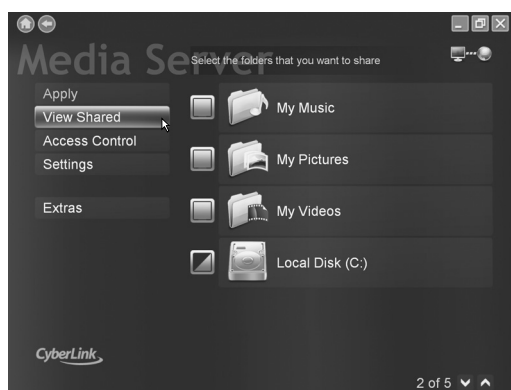 Media Server
Select the folders that you want to share
Apply
View Shared
Access Control
Settings
Extras
My Music
My Pictures
My Videos
Local Disk (C:)
CyberLink
2 of 5